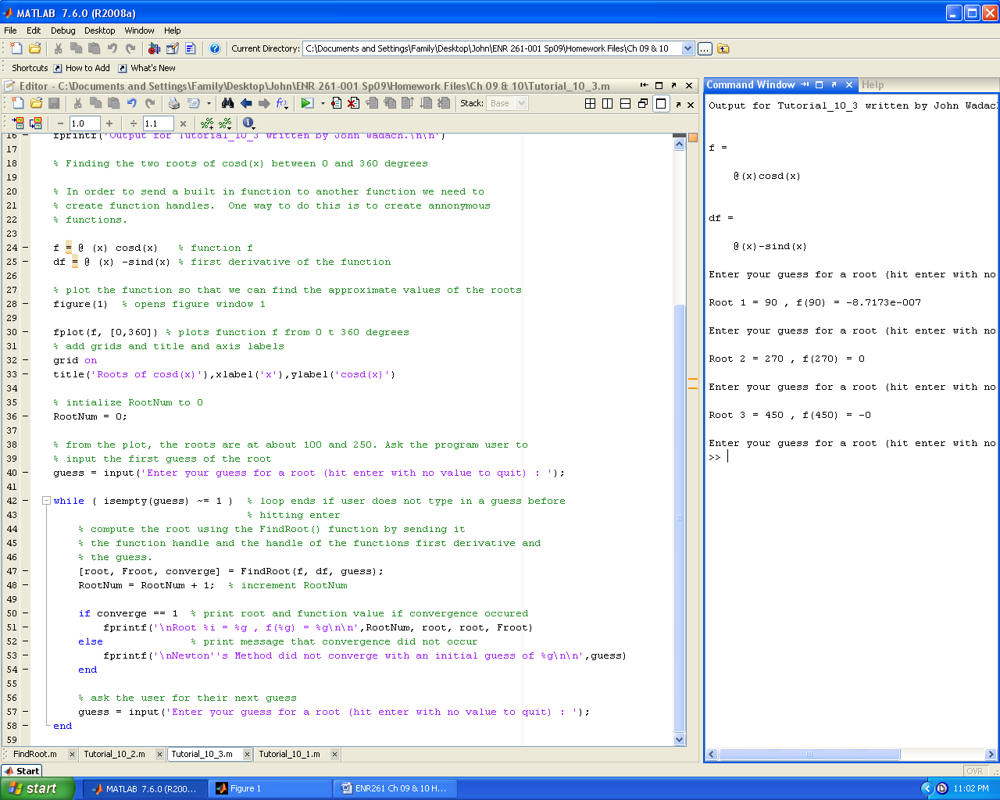 MATLAB 7.6.0 (R2008a)
File Edit Debug Desktop Window Help
Current Directory: C:\Documents and Settings\Family\Desktop\John\ENR 261-001 Sp09\Homework Files\Ch 09 & 10
Shortcuts How to Add What's New
Editor - C:\Documents and Settings\Family\Desktop\John\ENR 261-001 Sp09\Homework Files\Ch 09 & 10\Tutorial_10_3.m
Stack: Base
1.0 1.1
16 fprintf('Output for Tutorial_10_3 written by John Wadach.\n\n')
17
18 % Finding the two roots of cosd(x) between 0 and 360 degrees
19
20 % In order to send a built in function to another function we need to
21 % create function handles. One way to do this is to create annonymous
22 % functions.
23
24 f = @ (x) cosd(x) % function f
25 df = @ (x) -sind(x) % first derivative of the function
26
27 % plot the function so that we can find the approximate values of the roots
28 figure(1) % opens figure window 1
29
30 fplot(f, [0,360]) % plots function f from 0 t 360 degrees
31 % add grids and title and axis labels
32 grid on
33 title('Roots of cosd(x)'),xlabel('x'),ylabel('cosd(x)')
34
35 % intialize RootNum to 0
36 RootNum = 0;
37
38 % from the plot, the roots are at about 100 and 250. Ask the program user to
39 % input the first guess of the root
40 guess = input('Enter your guess for a root (hit enter with no value to quit) : ');
41
42 while ( isempty(guess) ~= 1 ) % loop ends if user does not type in a guess before
43 % hitting enter
44 % compute the root using the FindRoot() function by sending it
45 % the function handle and the handle of the functions first derivative and
46 % the guess.
47 [root, Froot, converge] = FindRoot(f, df, guess);
48 RootNum = RootNum + 1; % increment RootNum
49
50 if converge == 1 % print root and function value if convergence occured
51 fprintf('\nRoot %i = %g , f(%g) = %g\n\n',RootNum, root, root, Froot)
52 else % print message that convergence did not occur
53 fprintf('\nNewton''s Method did not converge with an initial guess of %g\n\n',guess)
54 end
55
56 % ask the user for their next guess
57 guess = input('Enter your guess for a root (hit enter with no value to quit) : ');
58 end
59
FindRoot.m Tutorial_10_2.m Tutorial_10_3.m Tutorial_10_1.m
Command Window Help
Output for Tutorial_10_3 written by John Wadac
f =
@(x)cosd(x)
df =
@(x)-sind(x)
Enter your guess for a root (hit enter with no
Root 1 = 90 , f(90) = -8.7173e-007
Enter your guess for a root (hit enter with no
Root 2 = 270 , f(270) = 0
Enter your guess for a root (hit enter with no
Root 3 = 450 , f(450) = -0
Enter your guess for a root (hit enter with no
>>
Start
OVR
start MATLAB 7.6.0 (R200... Figure 1 ENR261 Ch 09 & 10 H... 11:02 PM